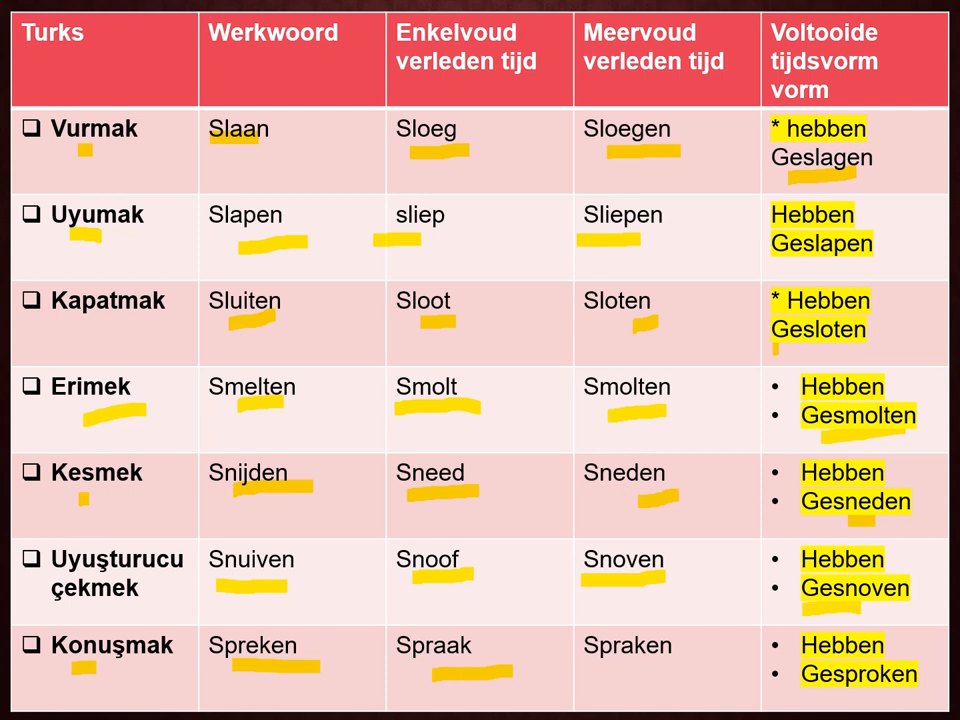 Turks
Werkwoord
Enkelvoud
verleden tijd
Meervoud
verleden tijd
Voltooide
tijdsvorm
vorm
❑ Vurmak
Slaan
Sloeg
Sloegen
* hebben
Geslagen
❑ Uyumak
Slapen
sliep
Sliepen
Hebben
Geslapen
❑ Kapatmak
Sluiten
Sloot
Sloten
* Hebben
Gesloten
❑ Erimek
Smelten
Smolt
Smolten
• Hebben
• Gesmolten
❑ Kesmek
Snijden
Sneed
Sneden
• Hebben
• Gesneden
❑ Uyuşturucu
çekmek
Snuiven
Snoof
Snoven
• Hebben
• Gesnoven
❑ Konuşmak
Spreken
Spraak
Spraken
• Hebben
• Gesproken